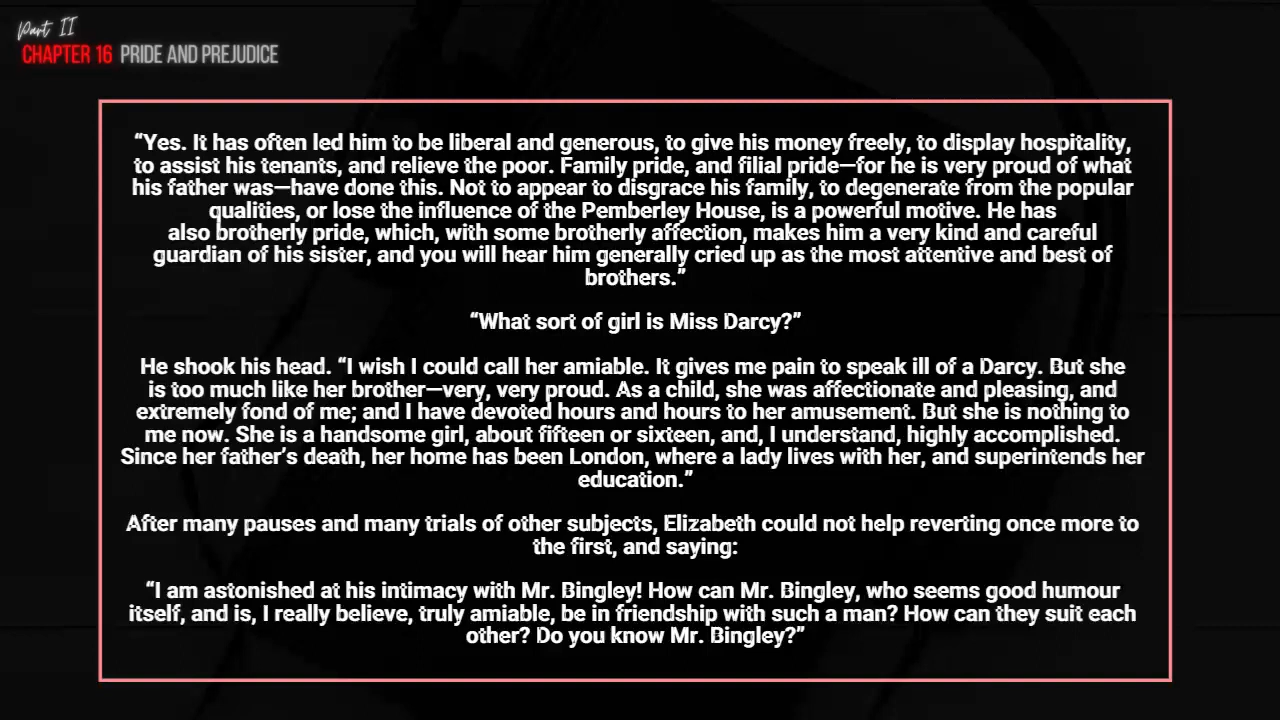 Part II
CHAPTER 16 PRIDE AND PREJUDICE
“Yes. It has often led him to be liberal and generous, to give his money freely, to display hospitality,
to assist his tenants, and relieve the poor. Family pride, and filial pride—for he is very proud of what
his father was—have done this. Not to appear to disgrace his family, to degenerate from the popular
qualities, or lose the influence of the Pemberley House, is a powerful motive. He has
also brotherly pride, which, with some brotherly affection, makes him a very kind and careful
guardian of his sister, and you will hear him generally cried up as the most attentive and best of
brothers.”
“What sort of girl is Miss Darcy?”
He shook his head. “I wish I could call her amiable. It gives me pain to speak ill of a Darcy. But she
is too much like her brother—very, very proud. As a child, she was affectionate and pleasing, and
extremely fond of me; and I have devoted hours and hours to her amusement. But she is nothing to
me now. She is a handsome girl, about fifteen or sixteen, and, I understand, highly accomplished.
Since her father’s death, her home has been London, where a lady lives with her, and superintends her
education.”
After many pauses and many trials of other subjects, Elizabeth could not help reverting once more to
the first, and saying:
“I am astonished at his intimacy with Mr. Bingley! How can Mr. Bingley, who seems good humour
itself, and is, I really believe, truly amiable, be in friendship with such a man? How can they suit each
other? Do you know Mr. Bingley?”